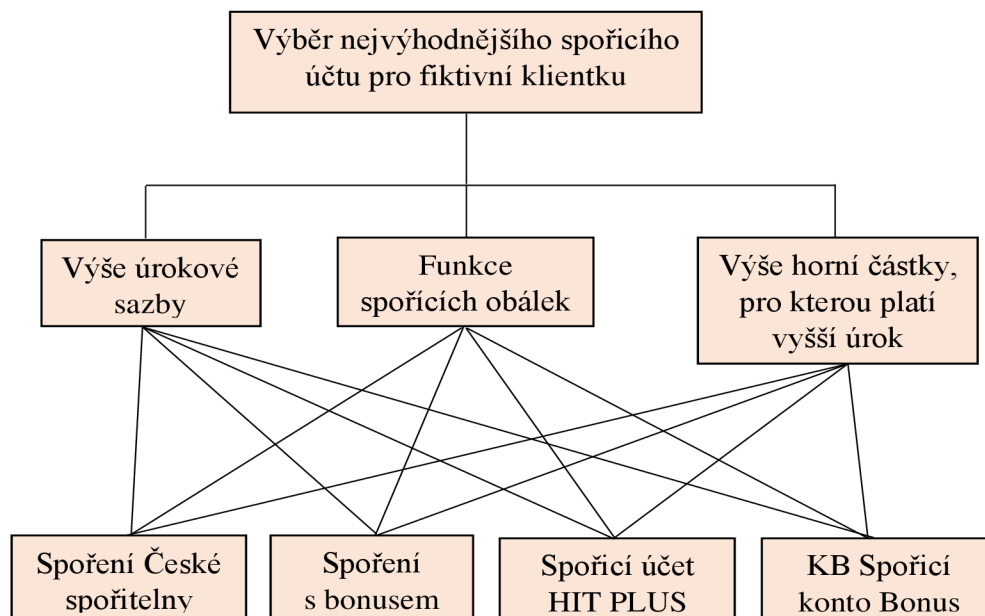 Výběr nejvýhodnějšího spořicího
účtu pro fiktivní klientku
Výše úrokové
sazby
Funkce
spořících obálek
Výše horní částky,
pro kterou platí
vyšší úrok
Spoření České
spořitelny
Spoření
s bonusem
Spořicí účet
HIT PLUS
KB Spořicí
konto Bonus